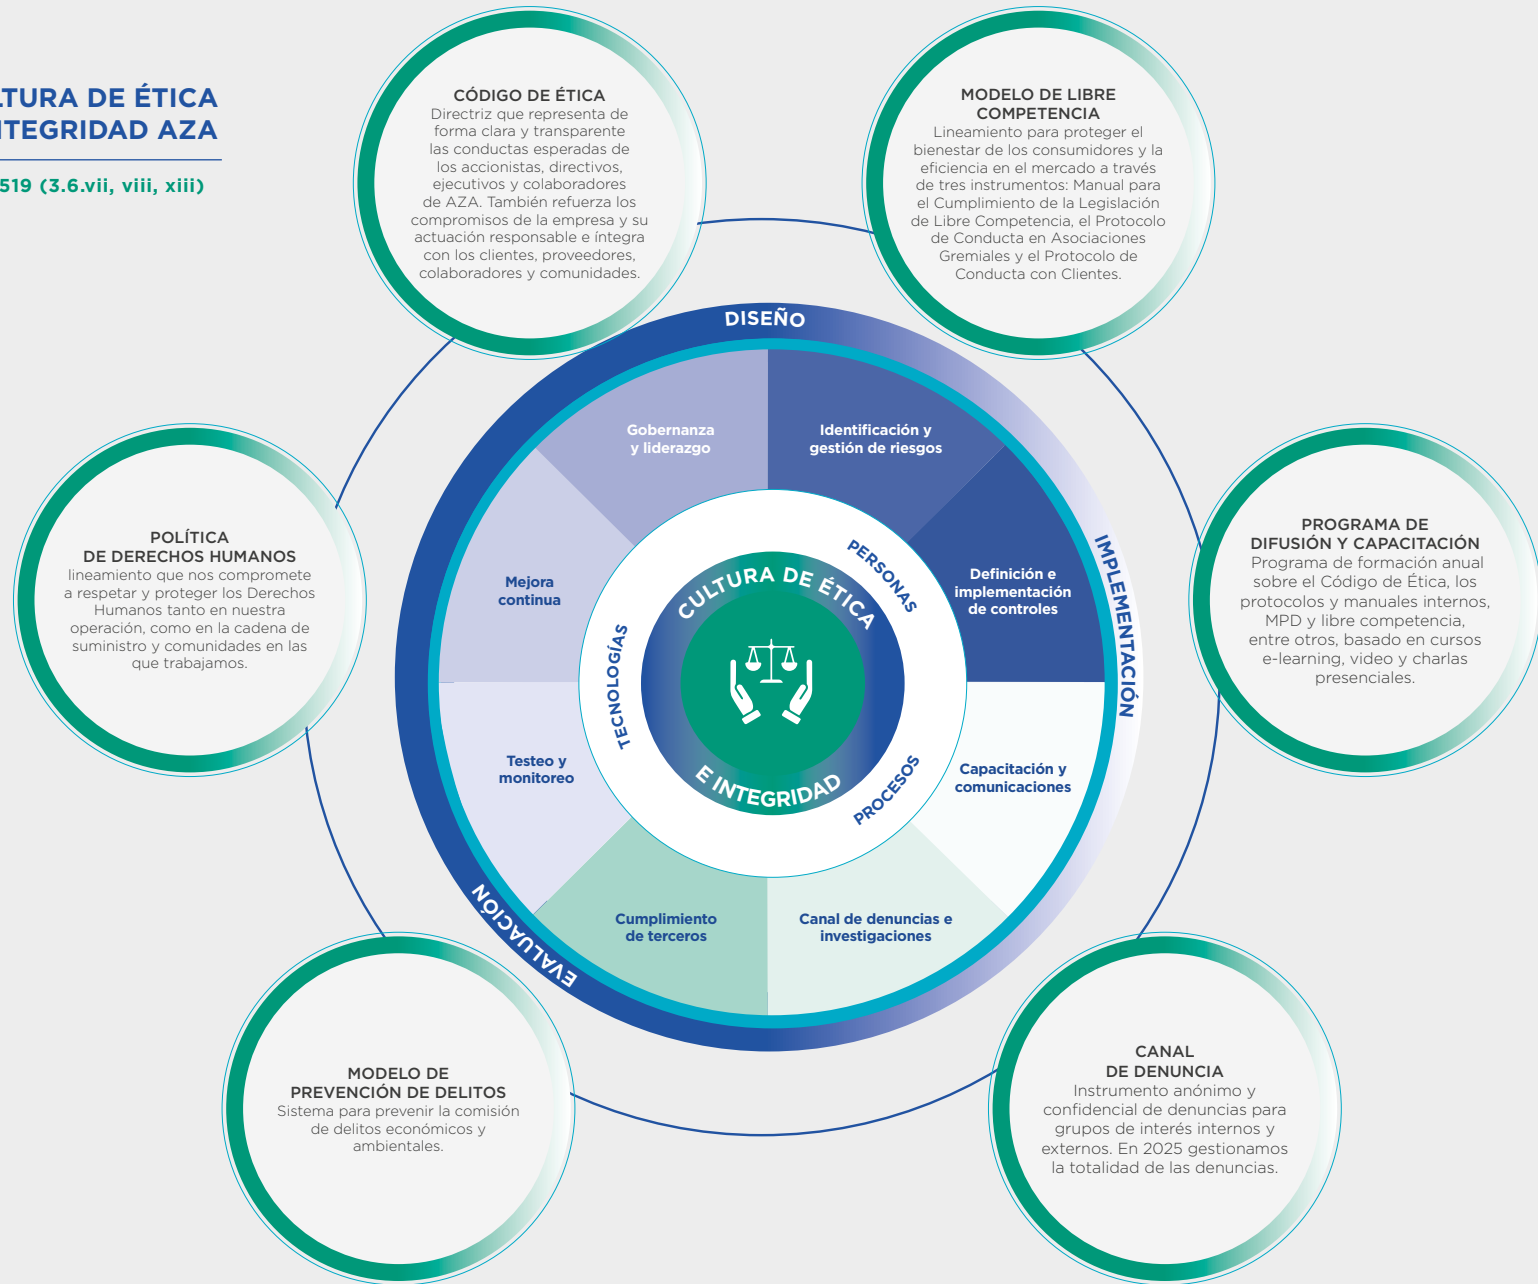 LTURA DE ÉTICA
NTEGRIDAD AZA
519 (3.6.vii, viii, xiii)
CÓDIGO DE ÉTICA
Directriz que representa de
forma clara y transparente
las conductas esperadas de
los accionistas, directivos,
ejecutivos y colaboradores
de AZA. También refuerza los
compromisos de la empresa y su
actuación responsable e íntegra
con los clientes, proveedores,
colaboradores y comunidades.
MODELO DE LIBRE
COMPETENCIA
Lineamiento para proteger el
bienestar de los consumidores y la
eficiencia en el mercado a través
de tres instrumentos: Manual para
el Cumplimiento de la Legislación
de Libre Competencia, el Protocolo
de Conducta en Asociaciones
Gremiales y el Protocolo de
Conducta con Clientes.
POLÍTICA
DE DERECHOS HUMANOS
lineamiento que nos compromete
a respetar y proteger los Derechos
Humanos tanto en nuestra
operación, como en la cadena de
suministro y comunidades en las
que trabajamos.
PROGRAMA DE
DIFUSIÓN Y CAPACITACIÓN
Programa de formación anual
sobre el Código de Ética, los
protocolos y manuales internos,
MPD y libre competencia,
entre otros, basado en cursos
e-learning, video y charlas
presenciales.
DISEÑO
IMPLEMENTACIÓN
EVALUACIÓN
Gobernanza
y liderazgo
Identificación y
gestión de riesgos
Definición e
implementación
de controles
Capacitación y
comunicaciones
Canal de denuncias e
investigaciones
Cumplimiento
de terceros
Testeo y
monitoreo
Mejora
continua
PERSONAS
PROCESOS
TECNOLOGÍAS
CULTURA DE ÉTICA
E INTEGRIDAD
MODELO DE
PREVENCIÓN DE DELITOS
Sistema para prevenir la comisión
de delitos económicos y
ambientales.
CANAL
DE DENUNCIA
Instrumento anónimo y
confidencial de denuncias para
grupos de interés internos y
externos. En 2025 gestionamos
la totalidad de las denuncias.